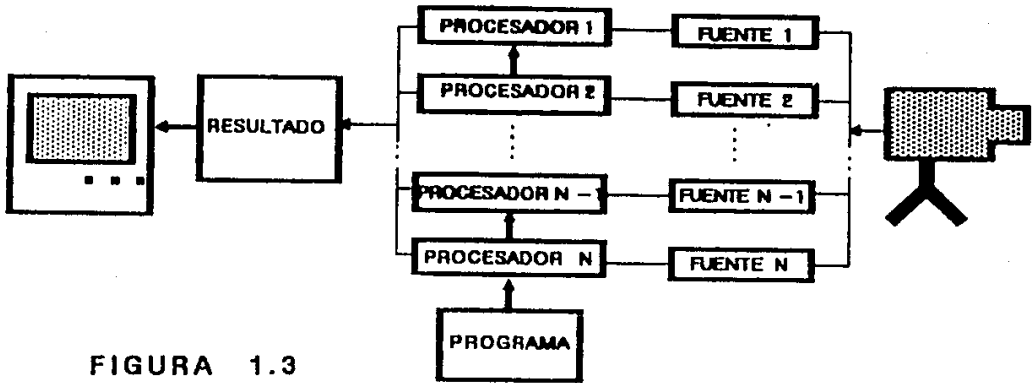 PROCESADOR 1
FUENTE 1
PROCESADOR 2
FUENTE 2
RESULTADO
PROCESADOR N - 1
FUENTE N - 1
PROCESADOR N
FUENTE N
PROGRAMA
FIGURA 1.3